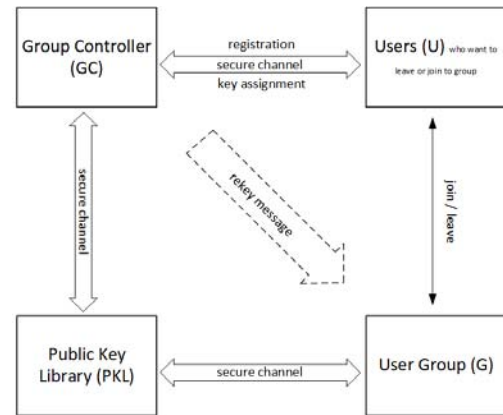 Group Controller
(GC)
registration
secure channel
key assignment
Users (U) who want to
leave or join to group
secure channel
rekey message
join / leave
Public Key
Library (PKL)
secure channel
User Group (G)